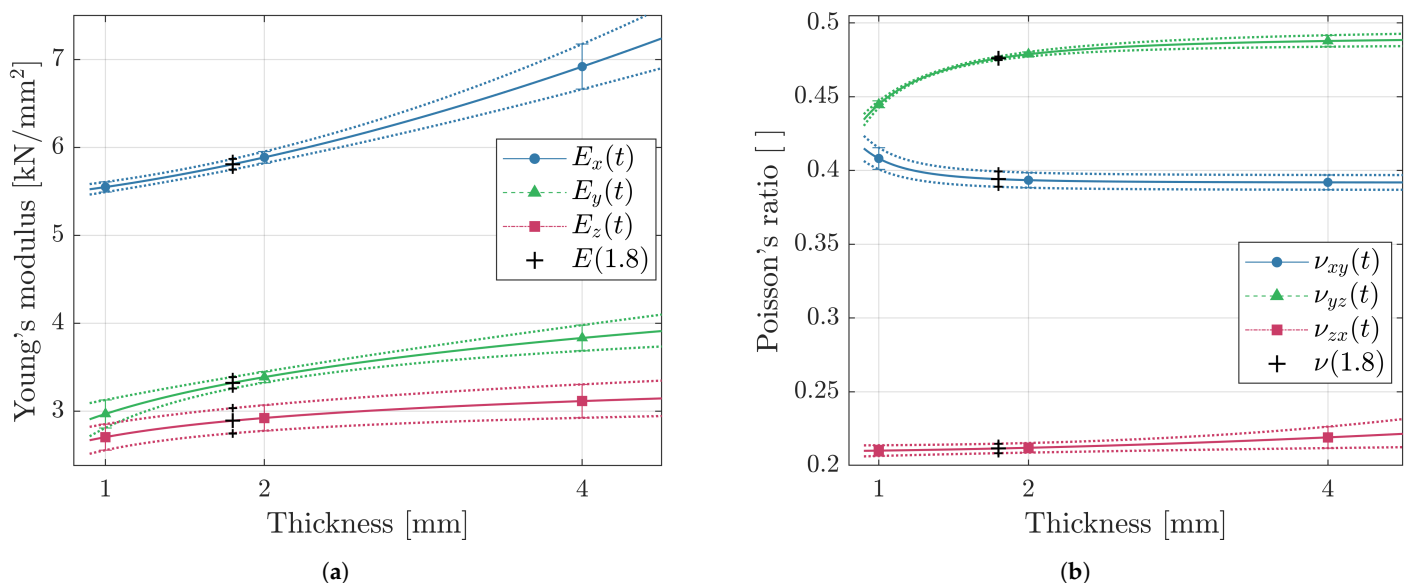 Young's modulus [kN/mm²]
7
6
5
4
3
1
2
4
Thickness [mm]
E_x(t)
E_y(t)
E_z(t)
E(1.8)
(a)
Poisson's ratio [ ]
0.5
0.45
0.4
0.35
0.3
0.25
0.2
1
2
4
Thickness [mm]
ν_xy(t)
ν_yz(t)
ν_zx(t)
ν(1.8)
(b)